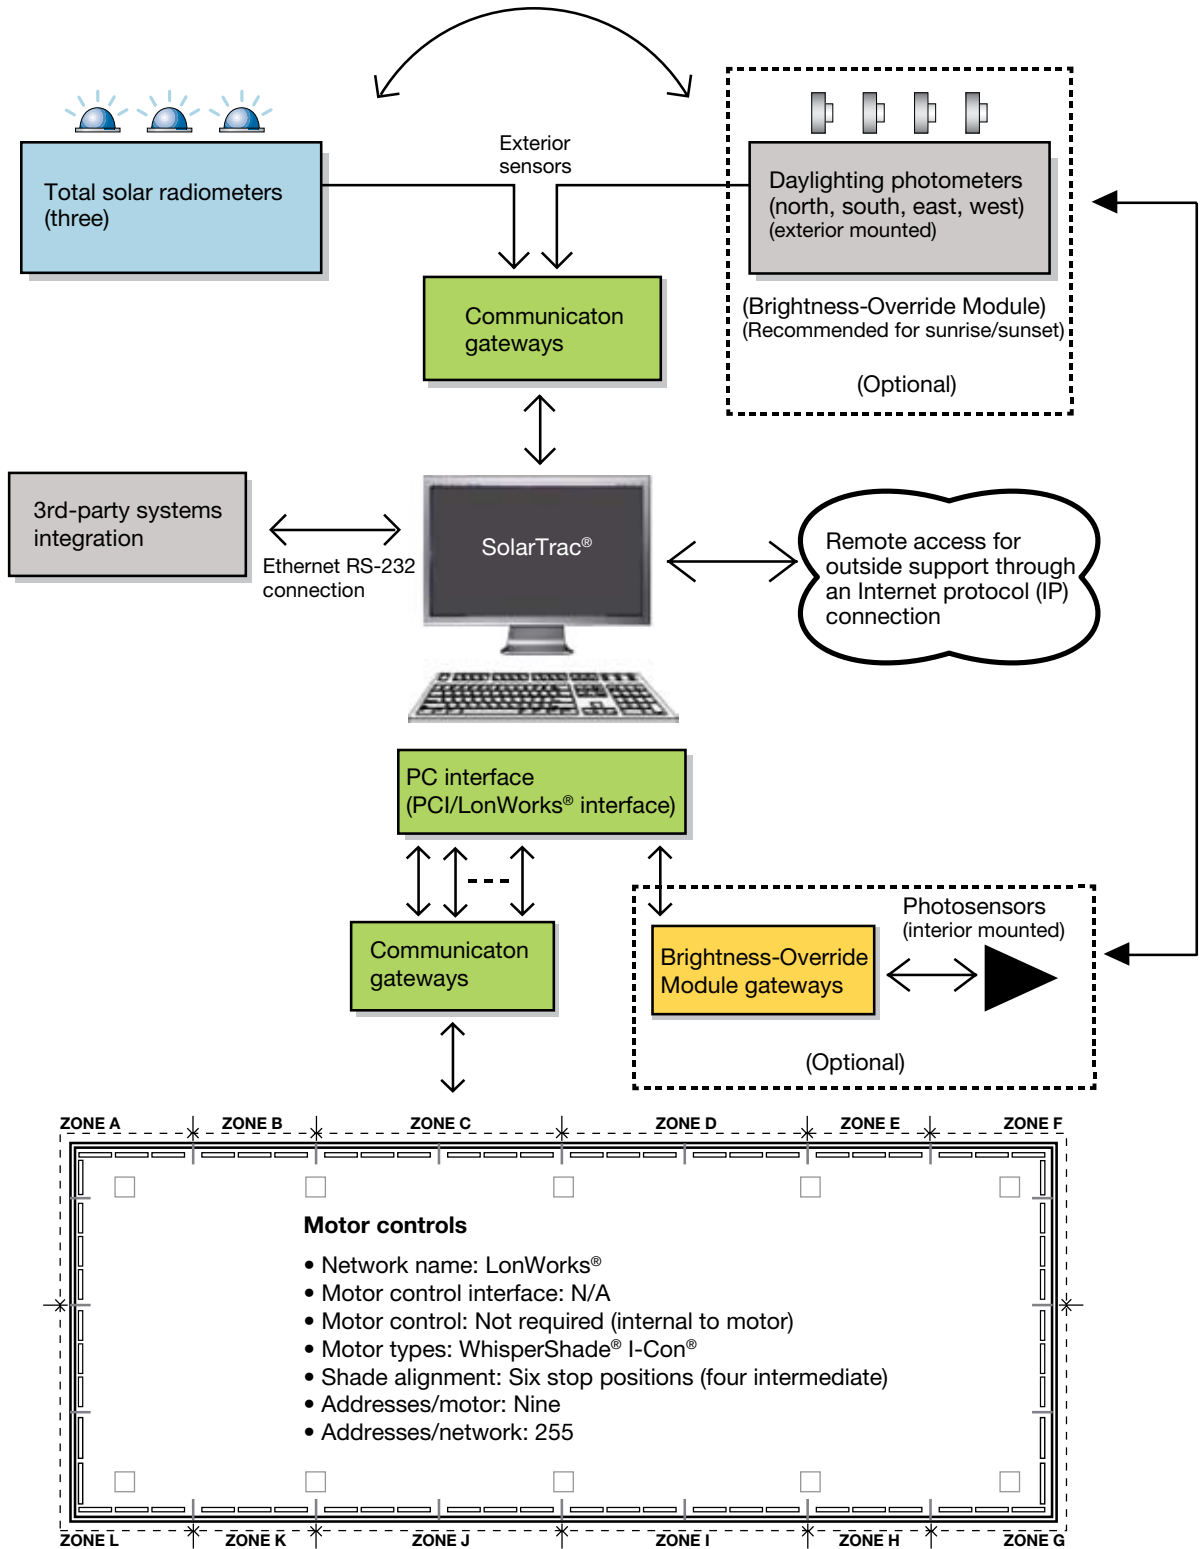 Exterior
sensors
Total solar radiometers
(three)
Daylighting photometers
(north, south, east, west)
(exterior mounted)
(Brightness-Override Module)
(Recommended for sunrise/sunset)
(Optional)
Communicaton
gateways
3rd-party systems
integration
Ethernet RS-232
connection
SolarTrac®
Remote access for
outside support through
an Internet protocol (IP)
connection
PC interface
(PCI/LonWorks® interface)
Communicaton
gateways
Brightness-Override
Module gateways
Photosensors
(interior mounted)
(Optional)
ZONE A
ZONE B
ZONE C
ZONE D
ZONE E
ZONE F
Motor controls
• Network name: LonWorks®
• Motor control interface: N/A
• Motor control: Not required (internal to motor)
• Motor types: WhisperShade® I-Con®
• Shade alignment: Six stop positions (four intermediate)
• Addresses/motor: Nine
• Addresses/network: 255
ZONE L
ZONE K
ZONE J
ZONE I
ZONE H
ZONE G